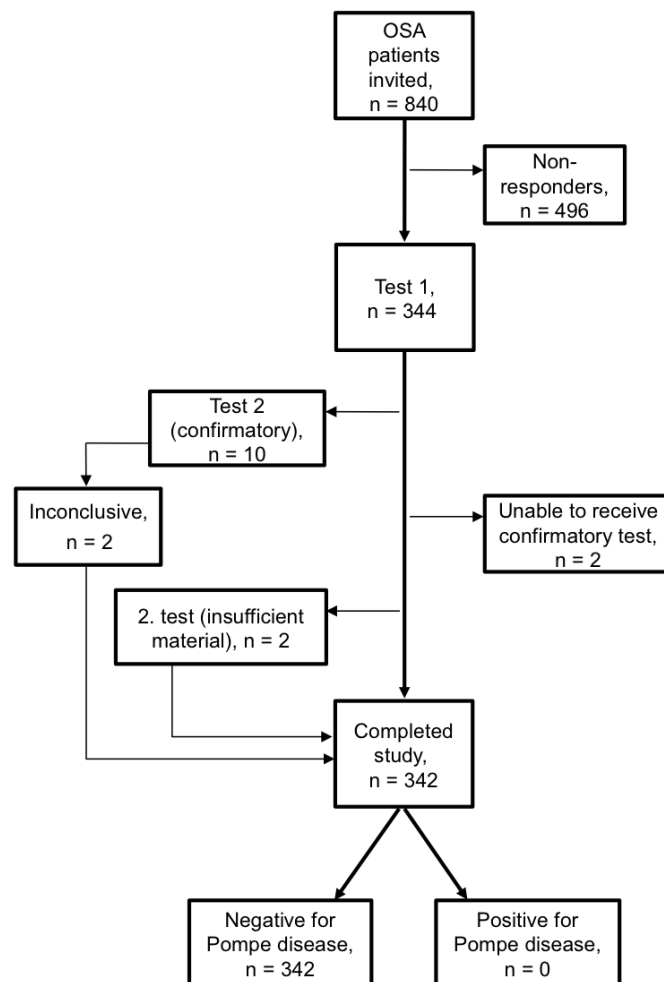 OSA
patients
invited,
n = 840
Non-
responders,
n = 496
Test 1,
n = 344
Test 2
(confirmatory),
n = 10
Inconclusive,
n = 2
Unable to receive
confirmatory test,
n = 2
2. test (insufficient
material), n = 2
Completed
study,
n = 342
Negative for
Pompe disease,
n = 342
Positive for
Pompe disease,
n = 0